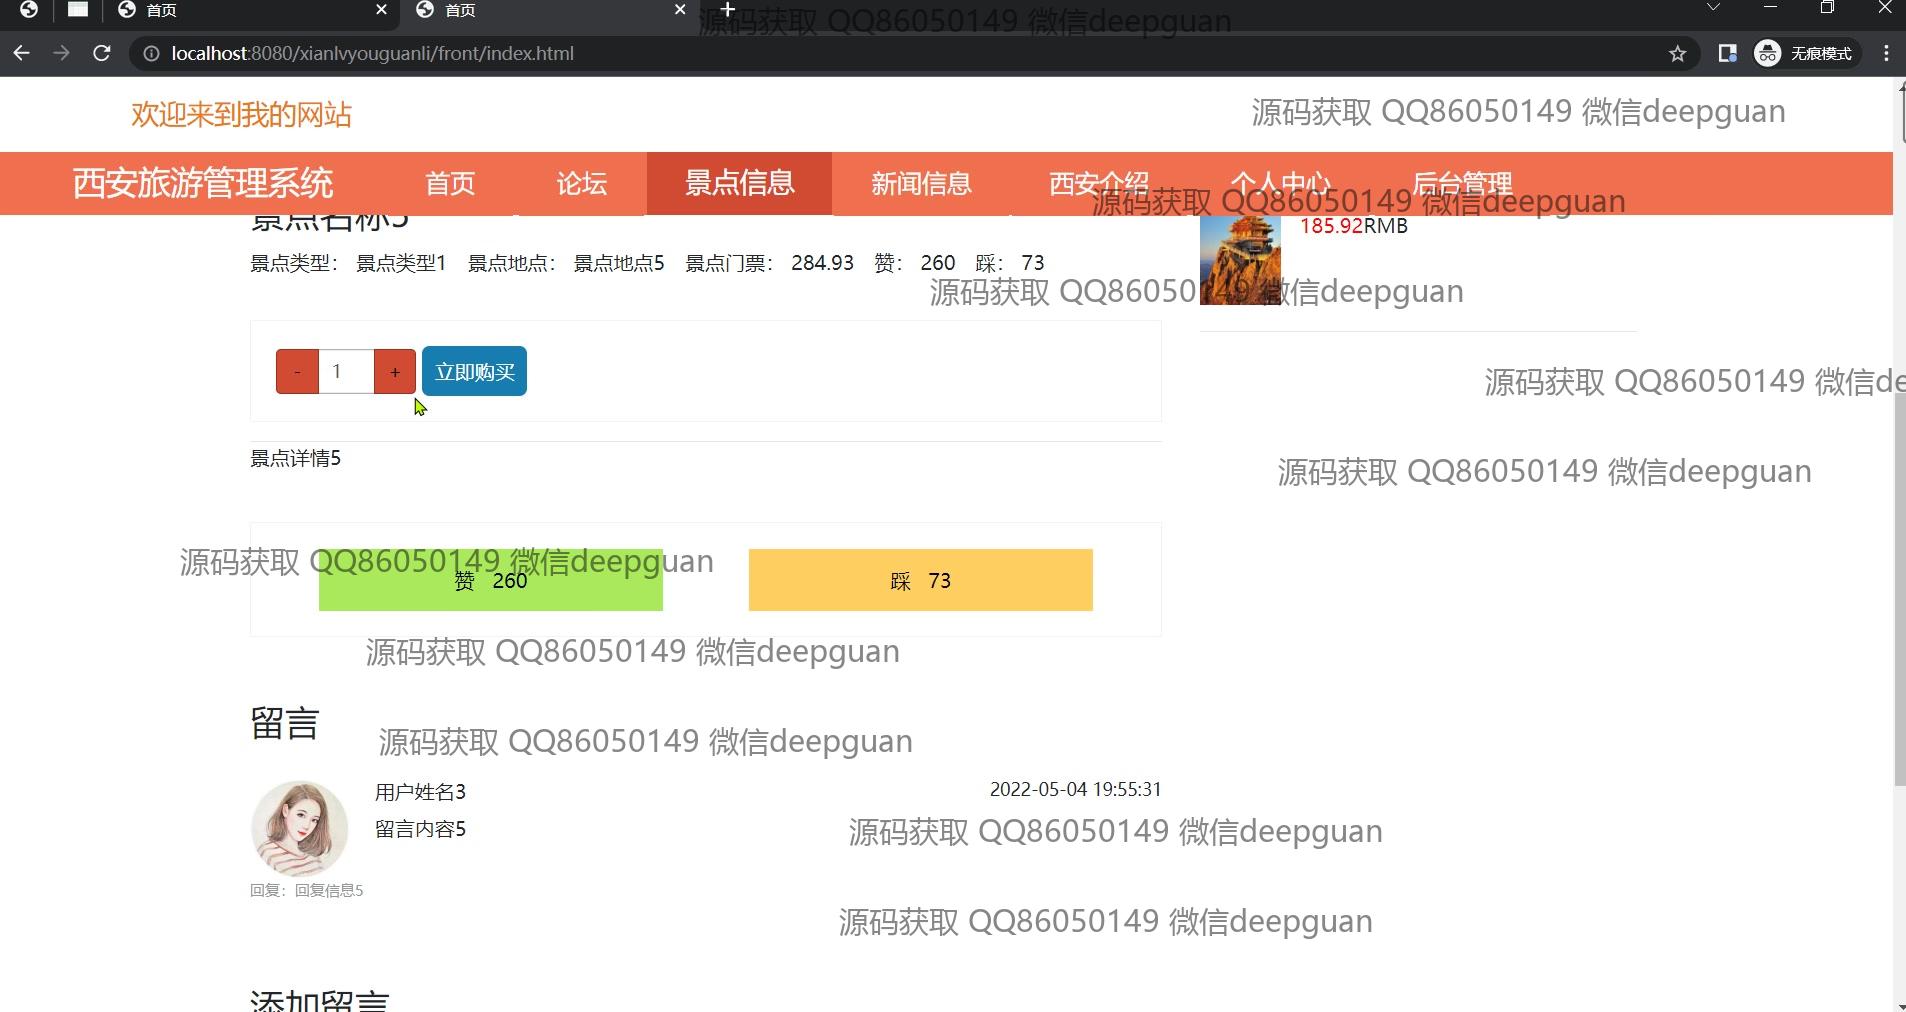 首页
首页
源码获取 QQ86050149 微信deepguan
localhost:8080/xianlvyouguanli/front/index.html
无痕模式
欢迎来到我的网站
源码获取 QQ86050149 微信deepguan
西安旅游管理系统 首页 论坛 景点信息 新闻信息 西安介绍 个人中心 后台管理
源码获取 QQ86050149 微信deepguan
景点名称5
185.92RMB
景点类型： 景点类型1 景点地点： 景点地点5 景点门票： 284.93 赞： 260 踩： 73
源码获取 QQ86050149 微信deepguan
- 1 + 立即购买
源码获取 QQ86050149 微信de
景点详情5
源码获取 QQ86050149 微信deepguan
源码获取 QQ86050149 微信deepguan
赞 260
踩 73
源码获取 QQ86050149 微信deepguan
留言
源码获取 QQ86050149 微信deepguan
用户姓名3
2022-05-04 19:55:31
留言内容5
源码获取 QQ86050149 微信deepguan
回复：回复信息5
源码获取 QQ86050149 微信deepguan
添加留言